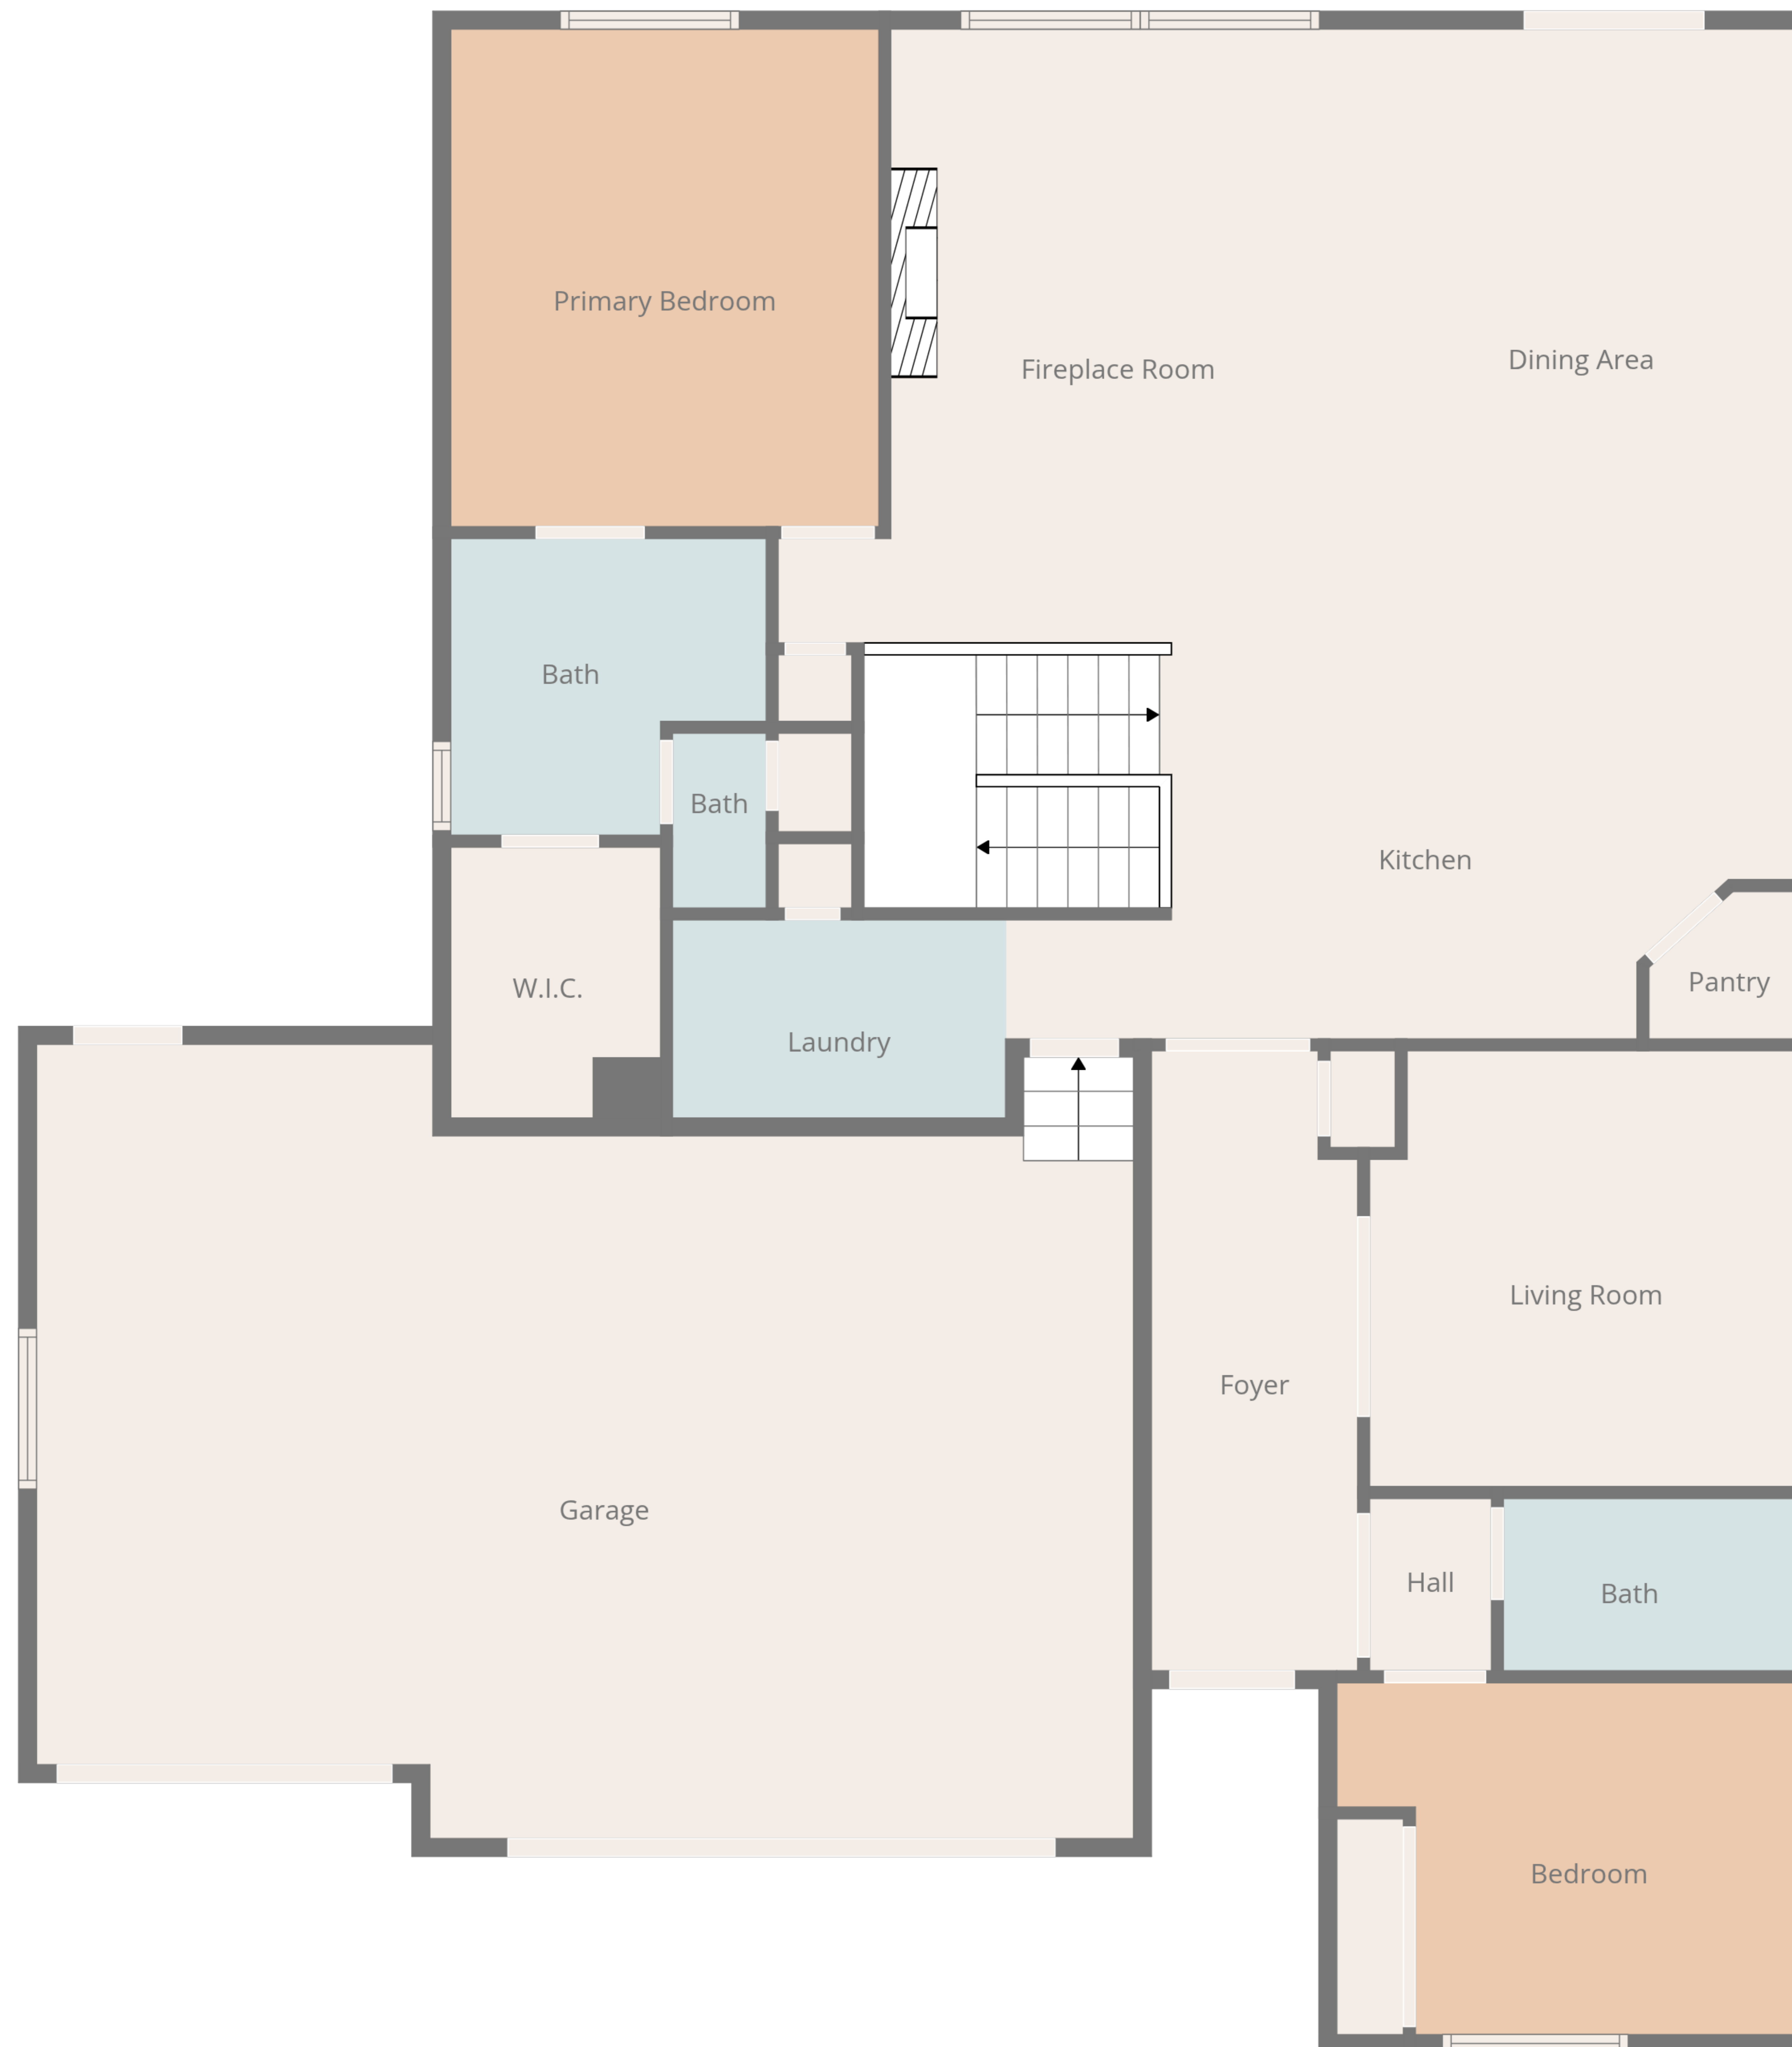 Primary Bedroom
Fireplace Room
Dining Area
Bath
Bath
Kitchen
W.I.C.
Pantry
Laundry
Living Room
Foyer
Garage
Hall
Bath
Bedroom